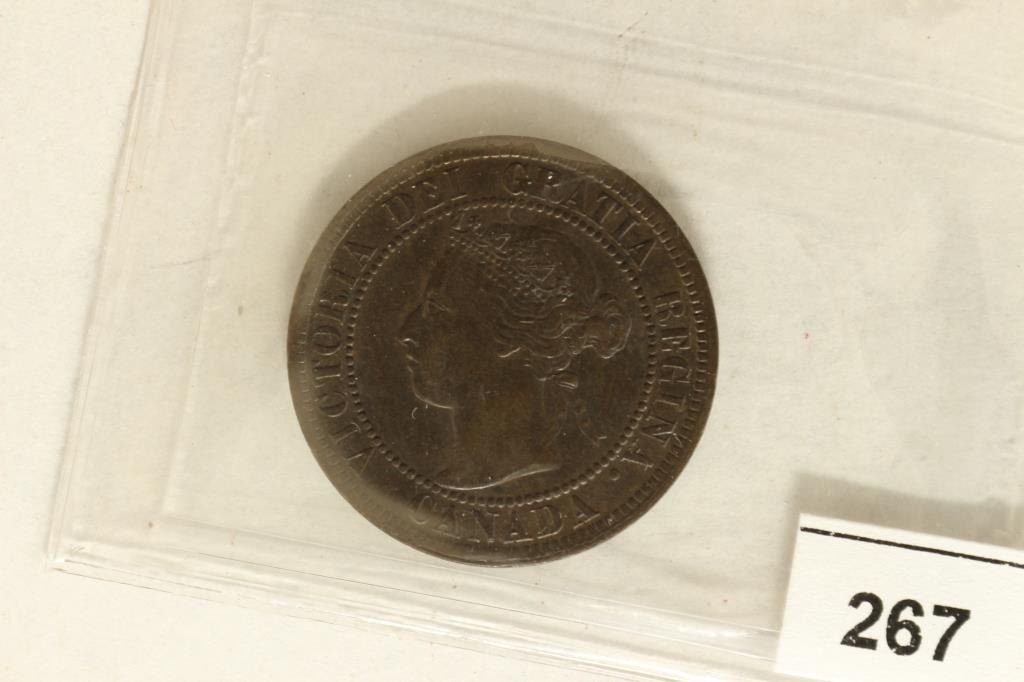 VICTORIA DEI GRATIA REGINA.
CANADA
267